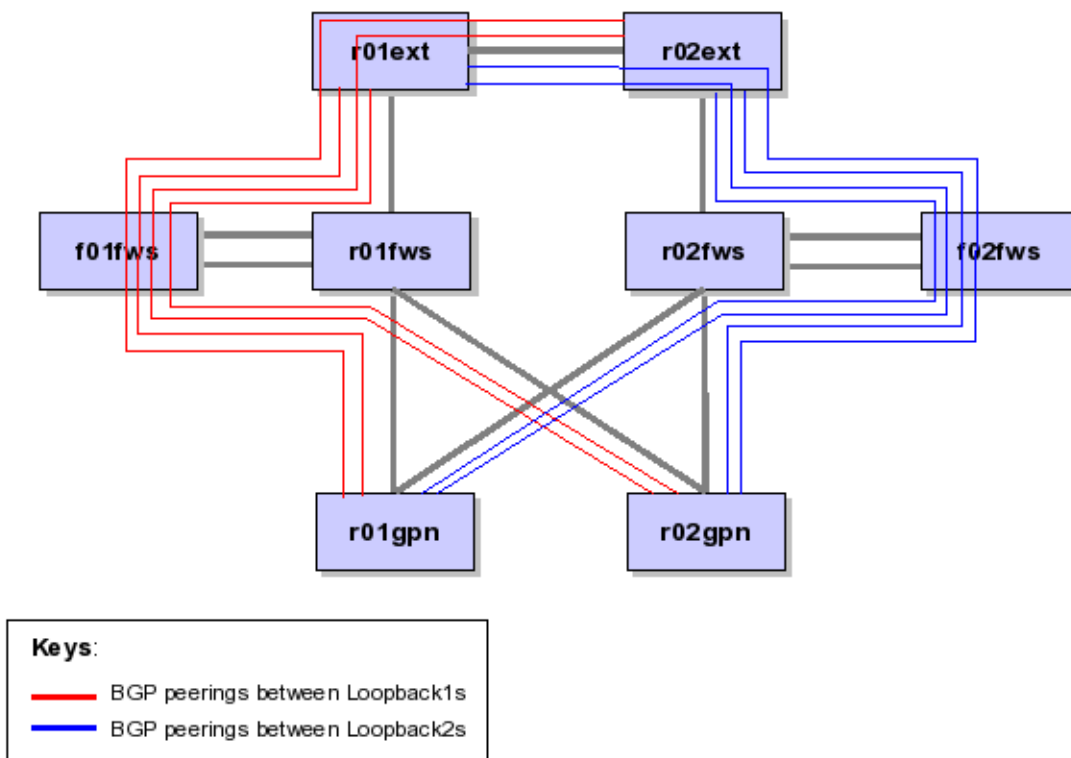 r01ext
r02ext
f01fws
r01fws
r02fws
f02fws
r01gpn
r02gpn
Keys:
BGP peerings between Loopback1s
BGP peerings between Loopback2s